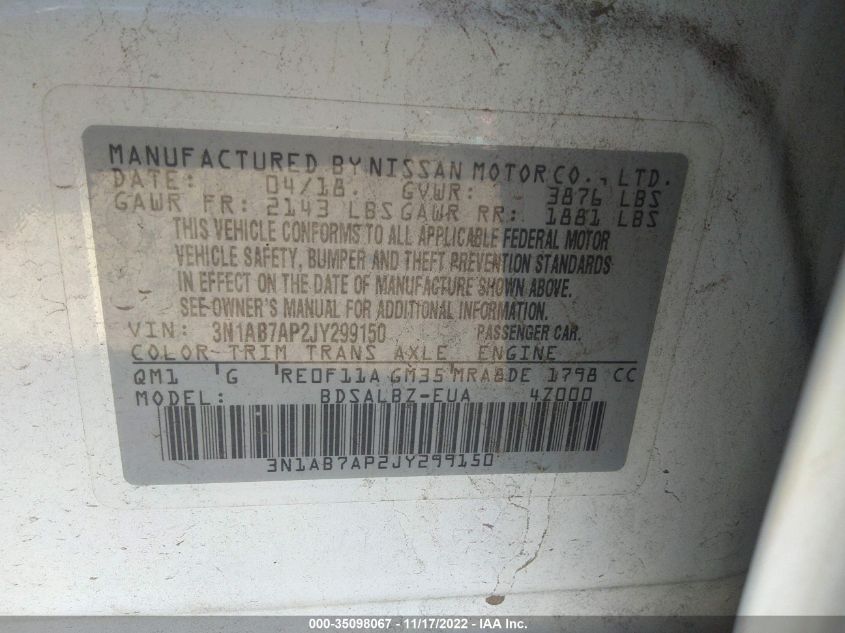 MANUFACTURED BY NISSAN MOTOR CO., LTD.
DATE: 04/18. GVWR: 3876 LBS
GAWR FR: 2143 LBS GAWR RR: 1881 LBS
THIS VEHICLE CONFORMS TO ALL APPLICABLE FEDERAL MOTOR
VEHICLE SAFETY, BUMPER AND THEFT PREVENTION STANDARDS
IN EFFECT ON THE DATE OF MANUFACTURE SHOWN ABOVE.
SEE OWNER'S MANUAL FOR ADDITIONAL INFORMATION
VIN: 3N1AB7AP2JY299150 PASSENGER CAR.
COLOR TRIM TRANS AXLE ENGINE
QM1 G RE0F11A GM35 MRA8DE 1798 CC
MODEL: BDSALBZ-EUA 4Z000
3N1AB7AP2JY299150
000-35098067 - 11/17/2022 - IAAI Inc.